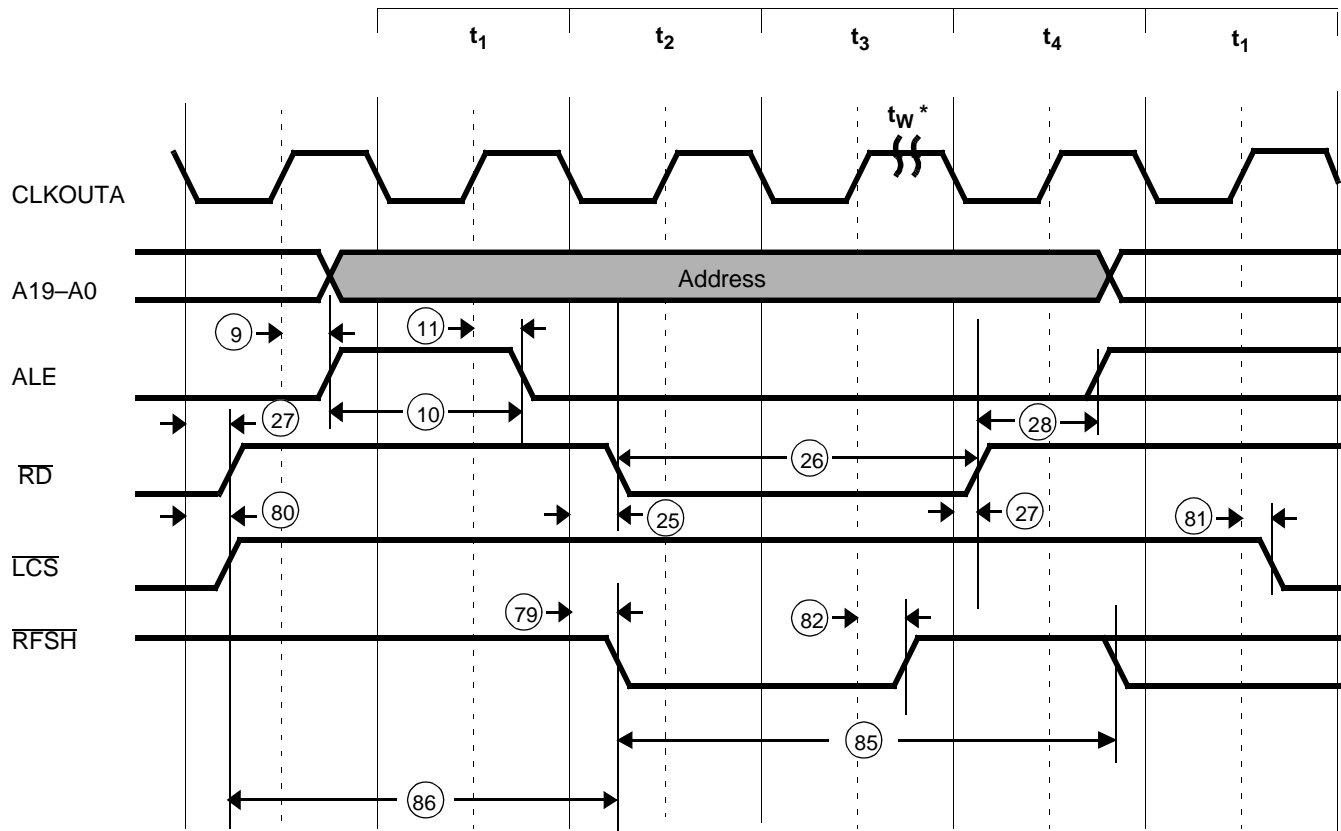 t1 t2 t3 t4 t1
tW *
CLKOUTA
A19–A0 Address
9 11
ALE
10
27 28
RD 26
80 25 27 81
LCS
79 82
RFSH
85
86